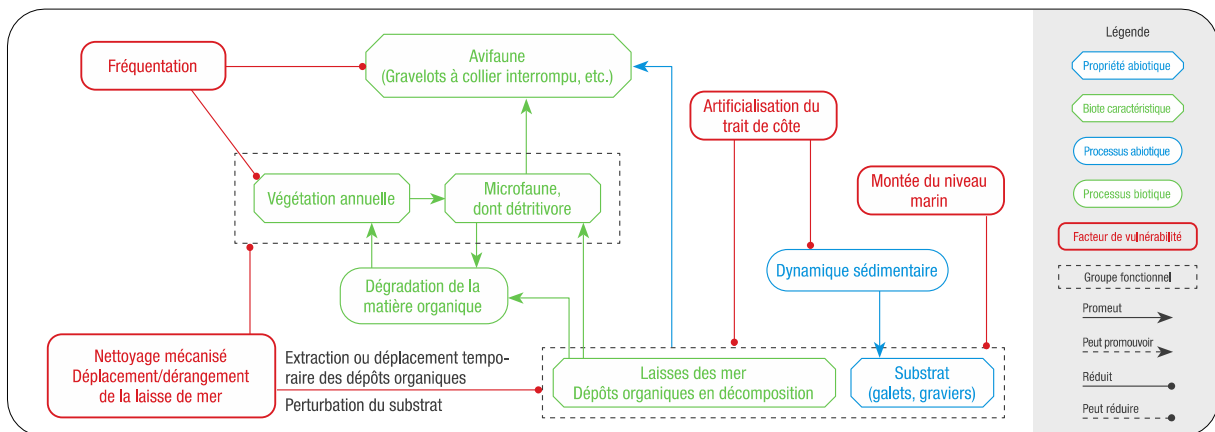 Fréquentation
Avifaune
(Gravelots à collier interrompu, etc.)
Artificialisation du
trait de côte
Végétation annuelle
Microfaune,
dont détritivore
Montée du niveau
marin
Dégradation de la
matière organique
Dynamique sédimentaire
Nettoyage mécanisé
Déplacement/dérangement
de la laisse de mer
Extraction ou déplacement tempo-
raire des dépôts organiques
Perturbation du substrat
Laisses des mer
Dépôts organiques en décomposition
Substrat
(galets, graviers)
Légende
Propriété abiotique
Biote caractéristique
Processus abiotique
Processus biotique
Facteur de vulnérabilité
Groupe fonctionnel
Promeut
Peut promouvoir
Réduit
Peut réduire